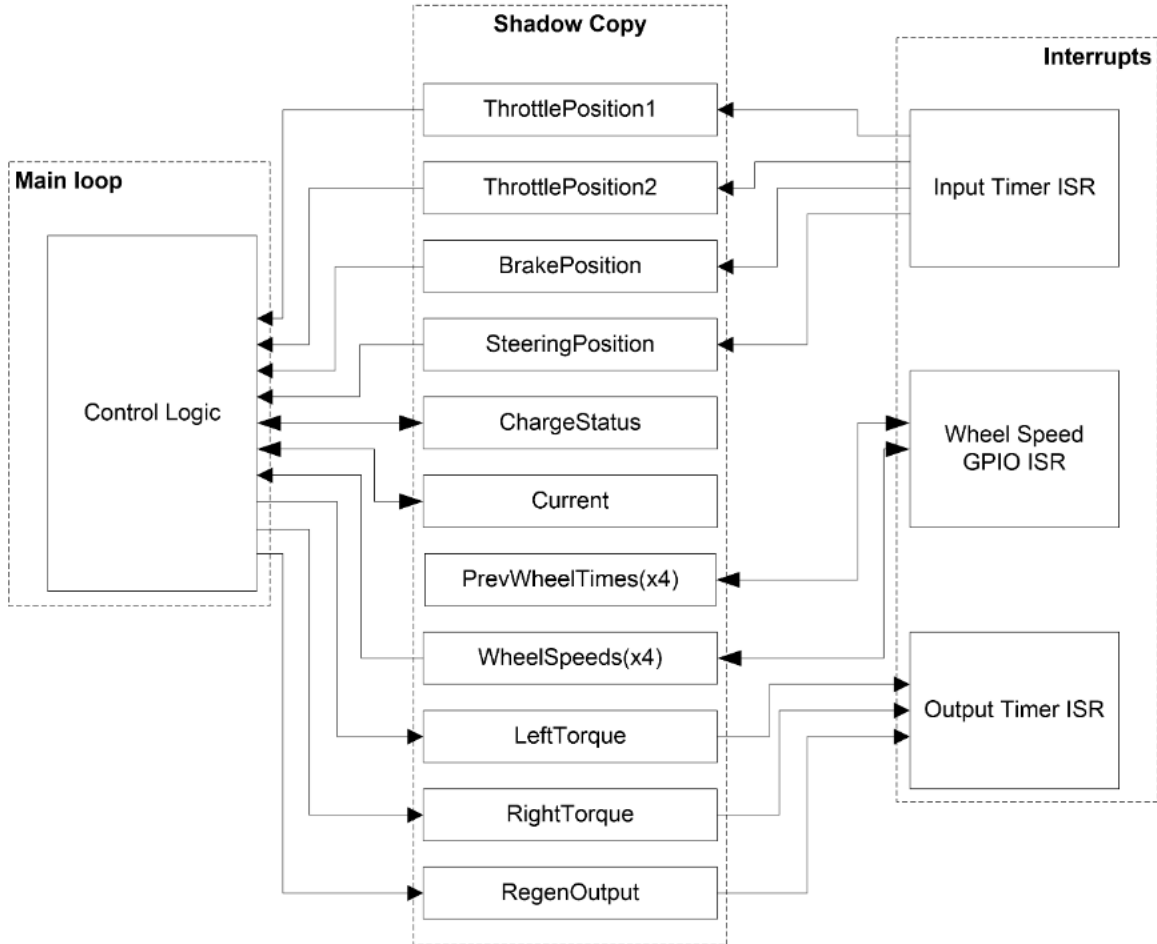 Shadow Copy
Interrupts
Main loop
ThrottlePosition1
ThrottlePosition2
BrakePosition
SteeringPosition
ChargeStatus
Current
PrevWheelTimes(x4)
WheelSpeeds(x4)
LeftTorque
RightTorque
RegenOutput
Control Logic
Input Timer ISR
Wheel Speed
GPIO ISR
Output Timer ISR